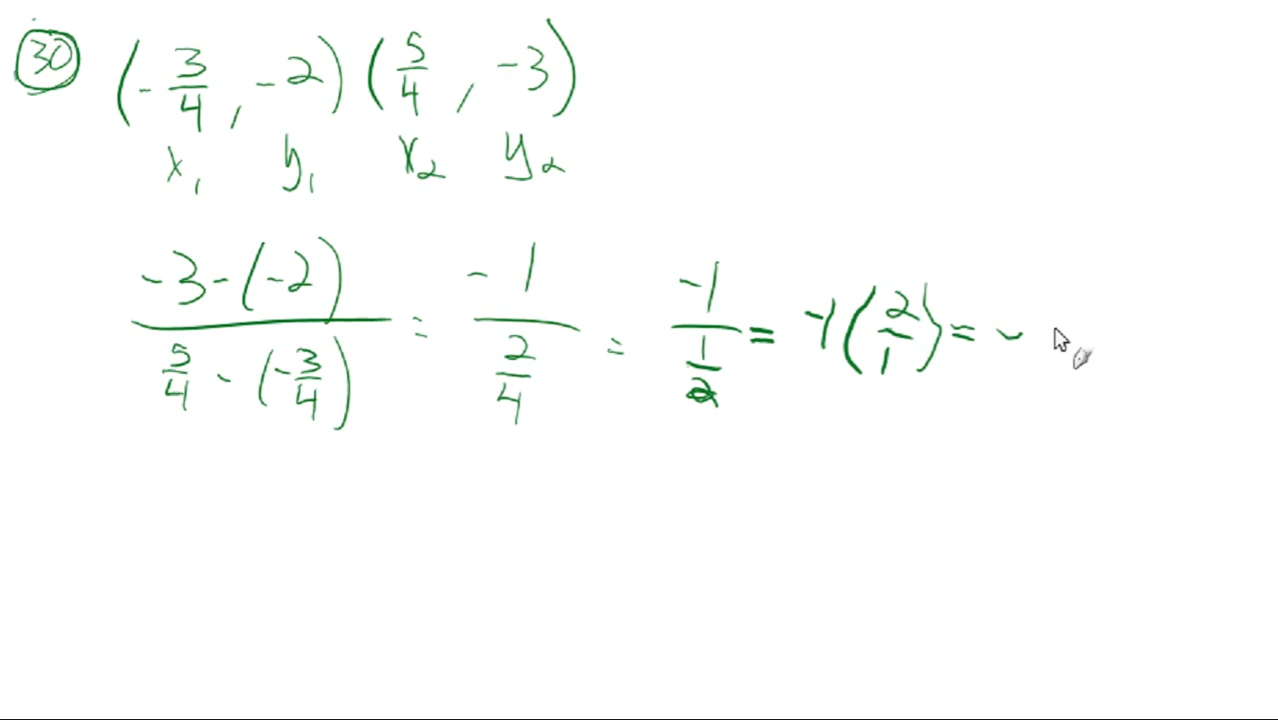 30 (-3/4, -2) (5/4, -3)
x₁ y₁ x₂ y₂
(-3-(-2))/(5/4 - (-3/4)) = -1/(2/4) = -1/(1/2) = -1(2/1) = -